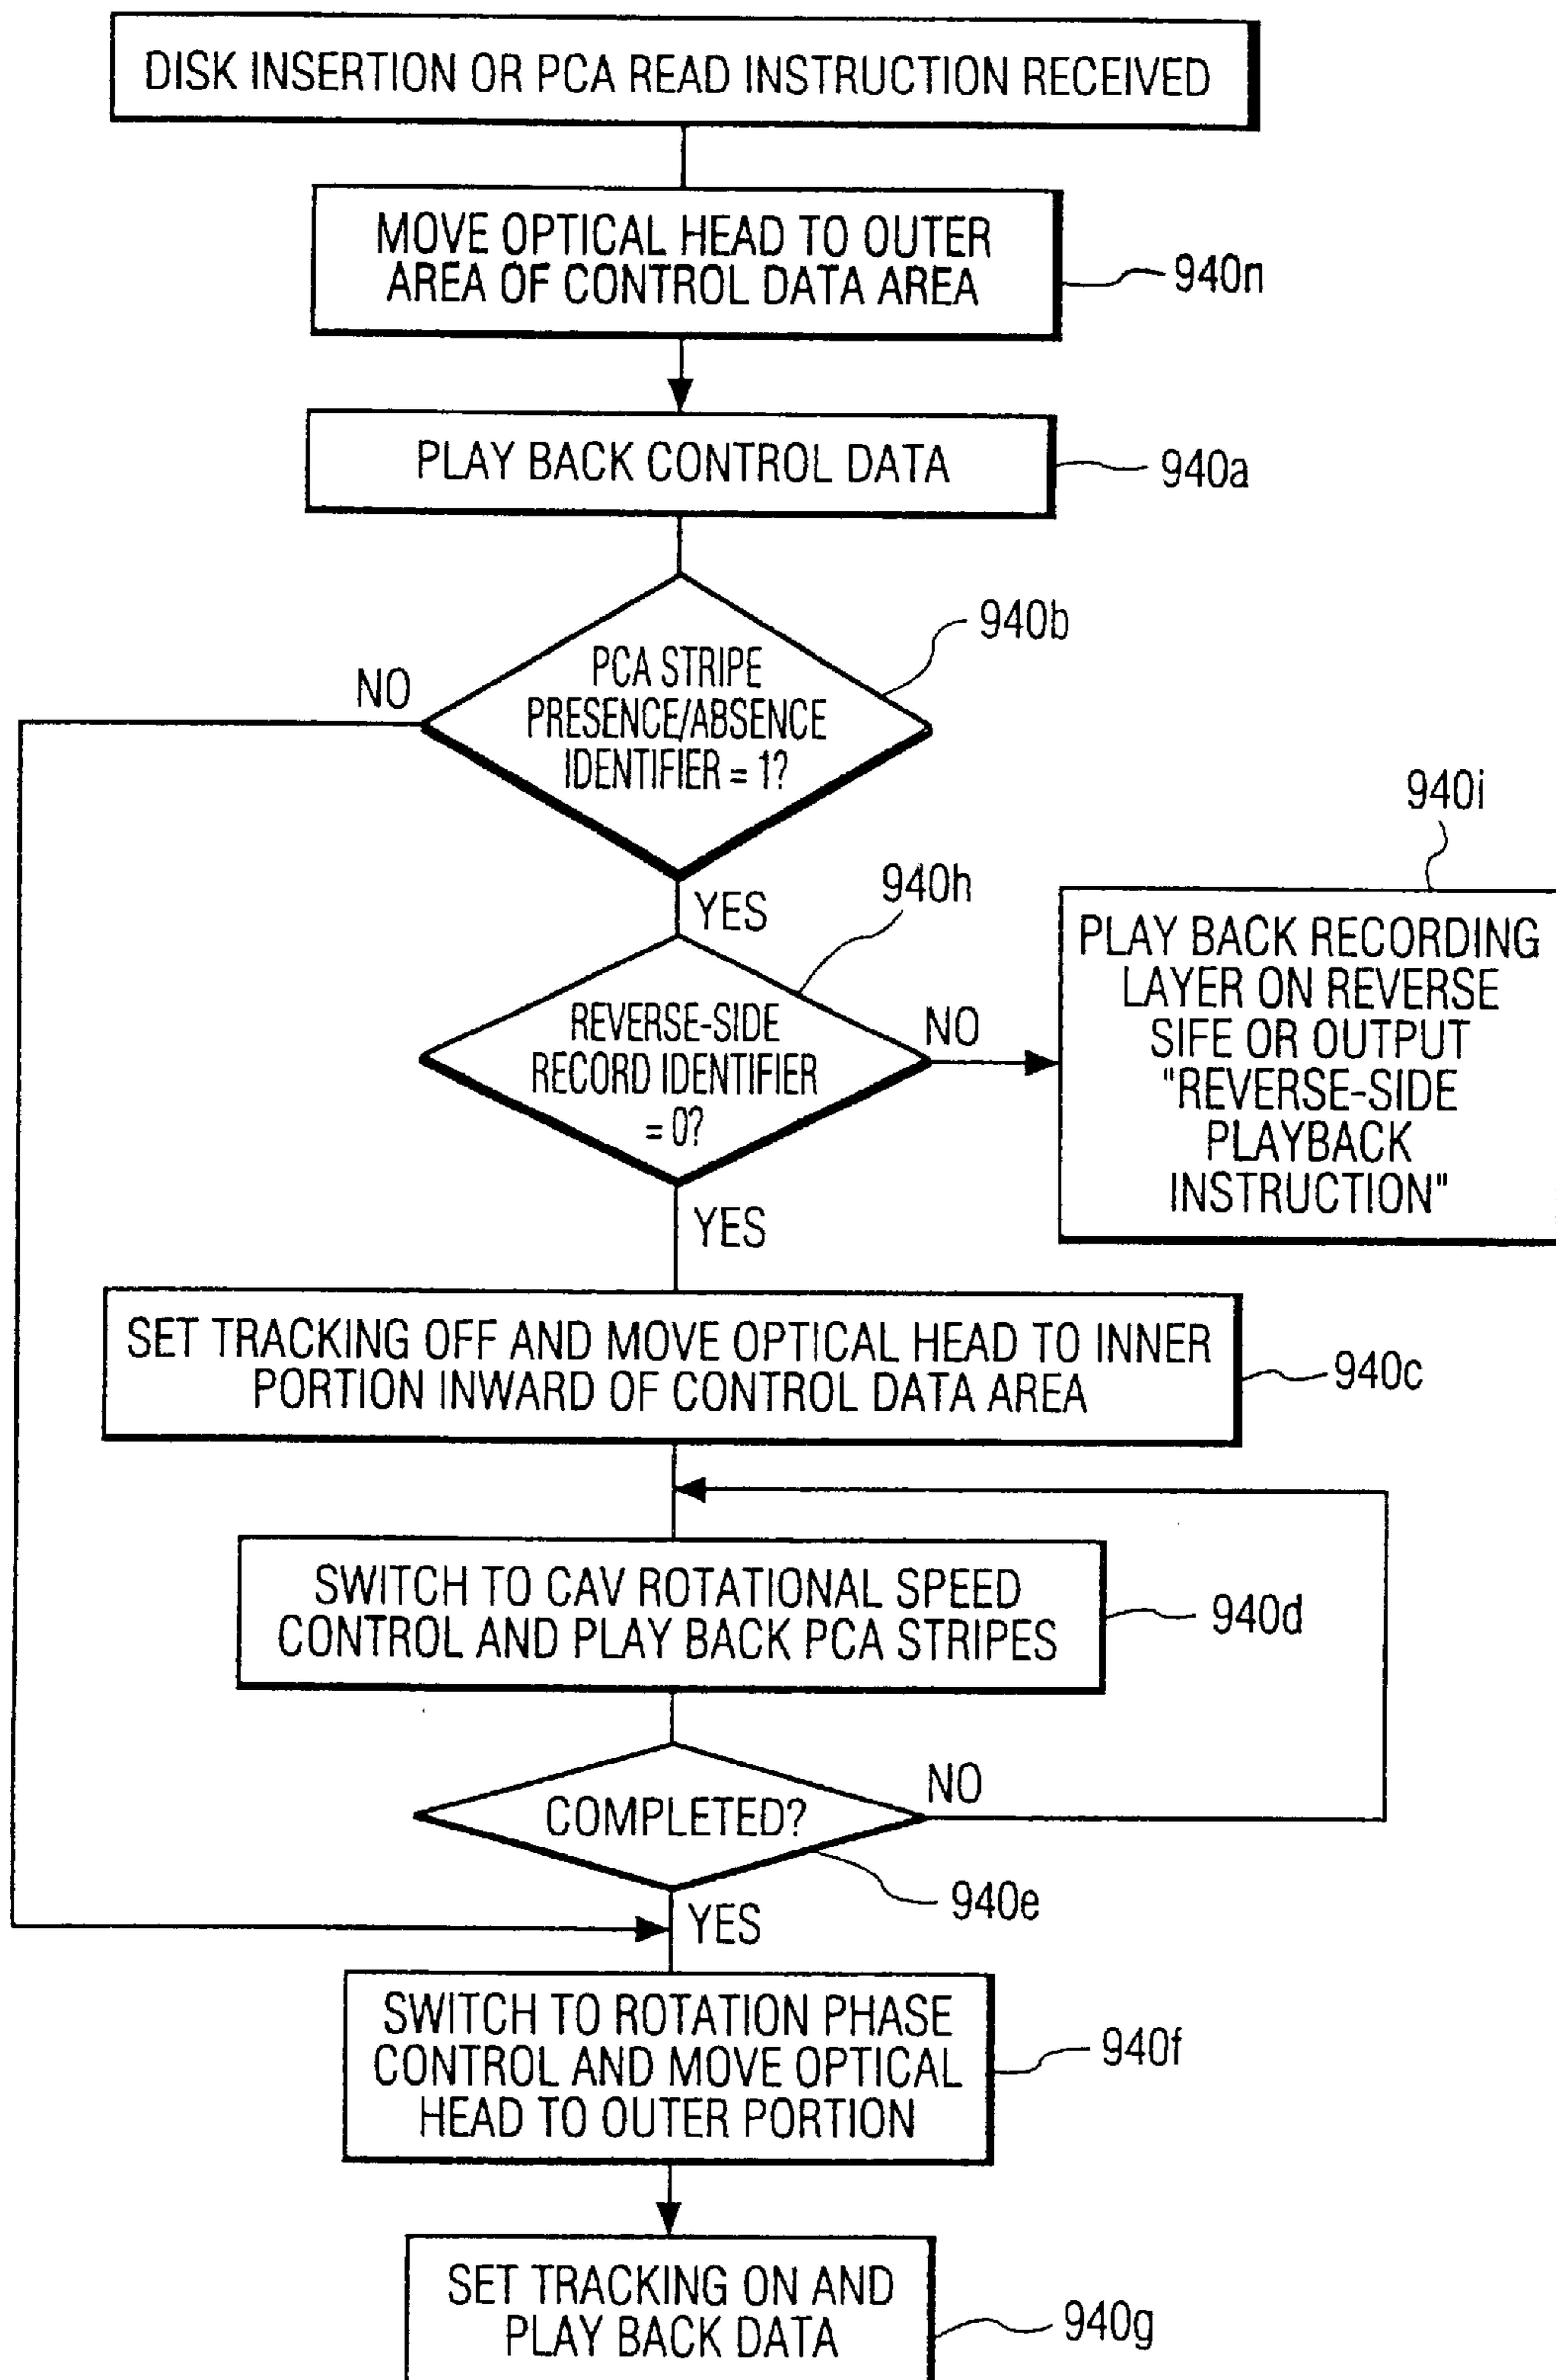 DISK INSERTION OR PCA READ INSTRUCTION RECEIVED
MOVE OPTICAL HEAD TO OUTER
AREA OF CONTROL DATA AREA
940n
PLAY BACK CONTROL DATA
940a
PCA STRIPE
PRESENCE/ABSENCE
IDENTIFIER = 1?
940b
NO
YES
REVERSE-SIDE
RECORD IDENTIFIER
= 0?
940h
NO
YES
940i
PLAY BACK RECORDING
LAYER ON REVERSE
SIFE OR OUTPUT
"REVERSE-SIDE
PLAYBACK
INSTRUCTION"
SET TRACKING OFF AND MOVE OPTICAL HEAD TO INNER
PORTION INWARD OF CONTROL DATA AREA
940c
SWITCH TO CAV ROTATIONAL SPEED
CONTROL AND PLAY BACK PCA STRIPES
940d
COMPLETED?
NO
940e
YES
SWITCH TO ROTATION PHASE
CONTROL AND MOVE OPTICAL
HEAD TO OUTER PORTION
940f
SET TRACKING ON AND
PLAY BACK DATA
940g